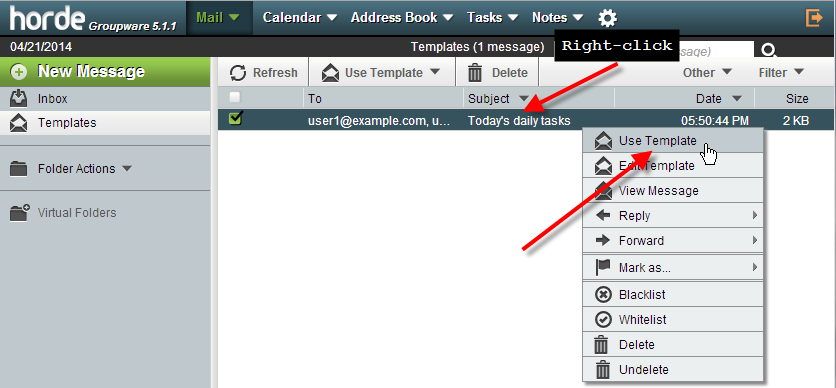 horde Groupware 5.1.1 Mail Calendar Address Book Tasks Notes
04/21/2014 Templates (1 message) Right-click ssage)
New Message Refresh Use Template Delete Other Filter
Inbox
To Subject Date Size
Templates user1@example.com, u... Today's daily tasks 05:50:44 PM 2 KB
Use Template
Folder Actions
Edit Template
View Message
Virtual Folders
Reply
Forward
Mark as...
Blacklist
Whitelist
Delete
Undelete